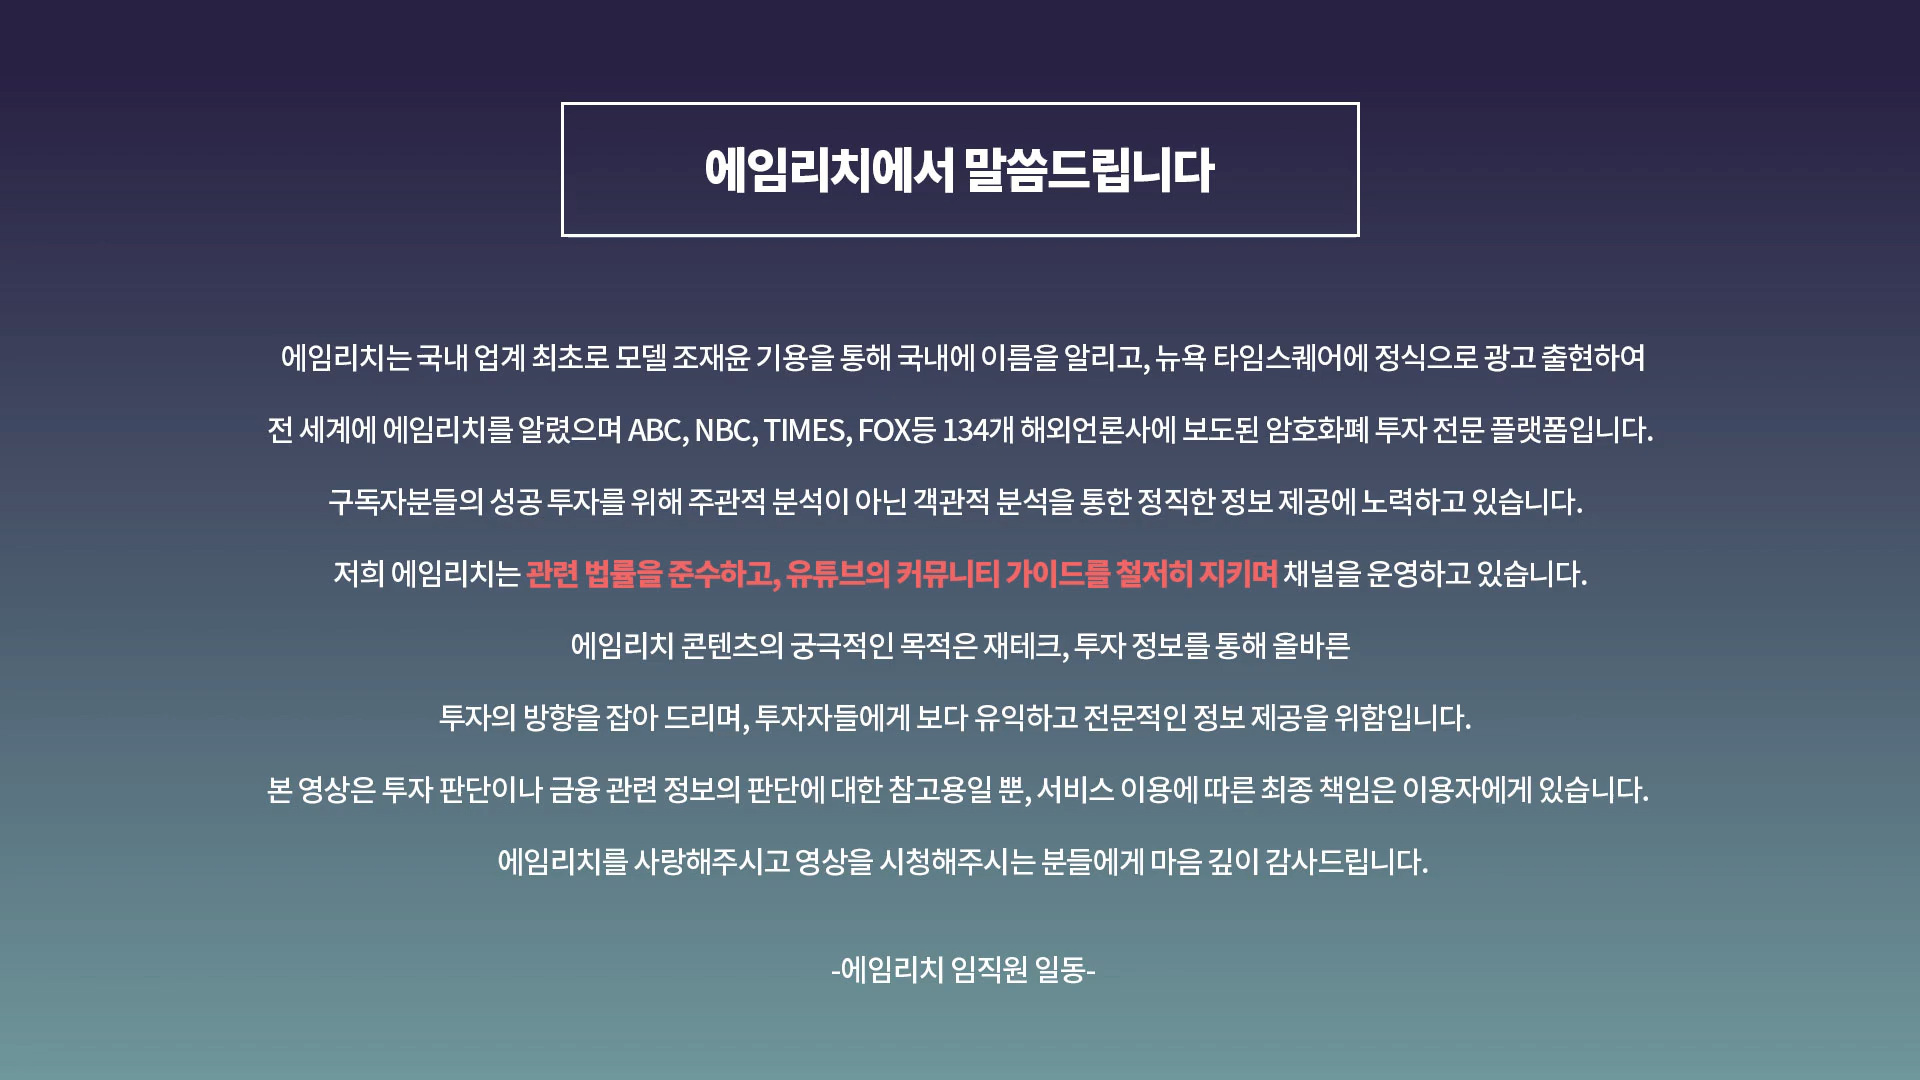 에임리치에서 말씀드립니다
에임리치는 국내 업계 최초로 모델 조재윤 기용을 통해 국내에 이름을 알리고, 뉴욕 타임스퀘어에 정식으로 광고 출현하여
전 세계에 에임리치를 알렸으며 ABC, NBC, TIMES, FOX등 134개 해외언론사에 보도된 암호화폐 투자 전문 플랫폼입니다.
구독자분들의 성공 투자를 위해 주관적 분석이 아닌 객관적 분석을 통한 정직한 정보 제공에 노력하고 있습니다.
저희 에임리치는 관련 법률을 준수하고, 유튜브의 커뮤니티 가이드를 철저히 지키며 채널을 운영하고 있습니다.
에임리치 콘텐츠의 궁극적인 목적은 재테크, 투자 정보를 통해 올바른
투자의 방향을 잡아 드리며, 투자자들에게 보다 유익하고 전문적인 정보 제공을 위함입니다.
본 영상은 투자 판단이나 금융 관련 정보의 판단에 대한 참고용일 뿐, 서비스 이용에 따른 최종 책임은 이용자에게 있습니다.
에임리치를 사랑해주시고 영상을 시청해주시는 분들에게 마음 깊이 감사드립니다.
-에임리치 임직원 일동-